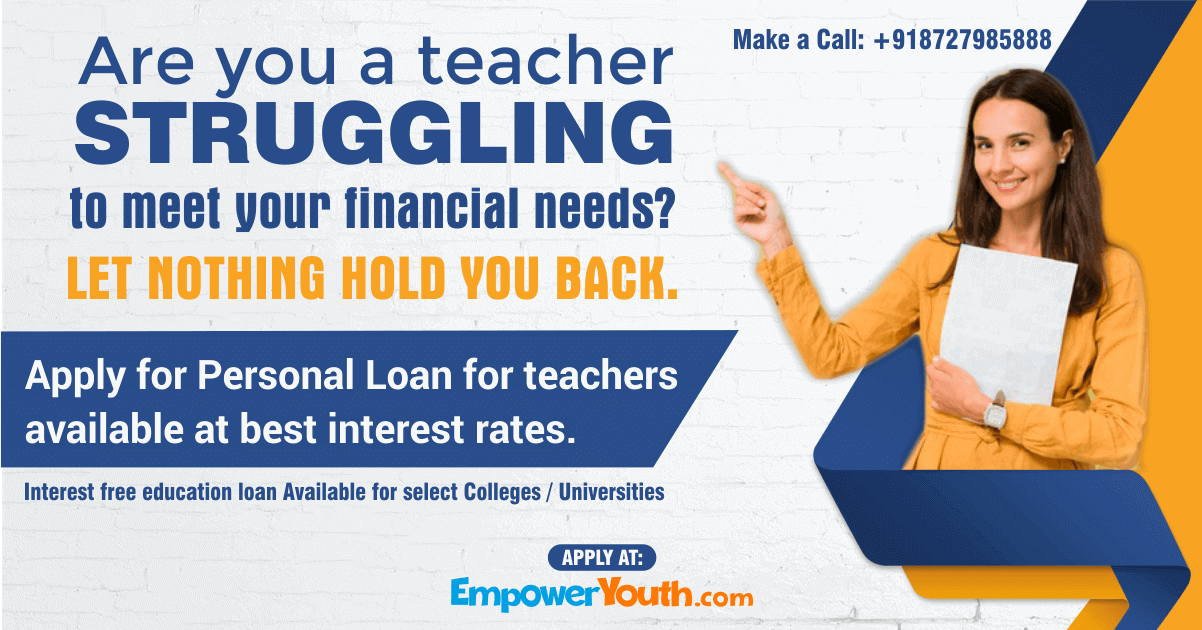 Make a Call: +918727985888
Are you a teacher
STRUGGLING
to meet your financial needs?
LET NOTHING HOLD YOU BACK.
Apply for Personal Loan for teachers
available at best interest rates.
Interest free education loan Available for select Colleges / Universities
APPLY AT:
EmpowerYouth.com